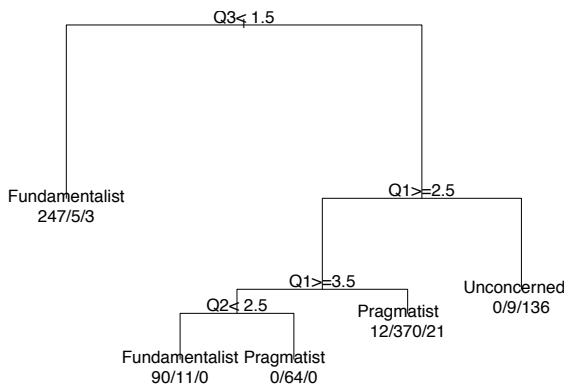 Q3< 1.5
Fundamentalist
247/5/3
Q1>=2.5
Q1>=3.5
Unconcerned
0/9/136
Q2< 2.5
Pragmatist
12/370/21
Fundamentalist
90/11/0
Pragmatist
0/64/0